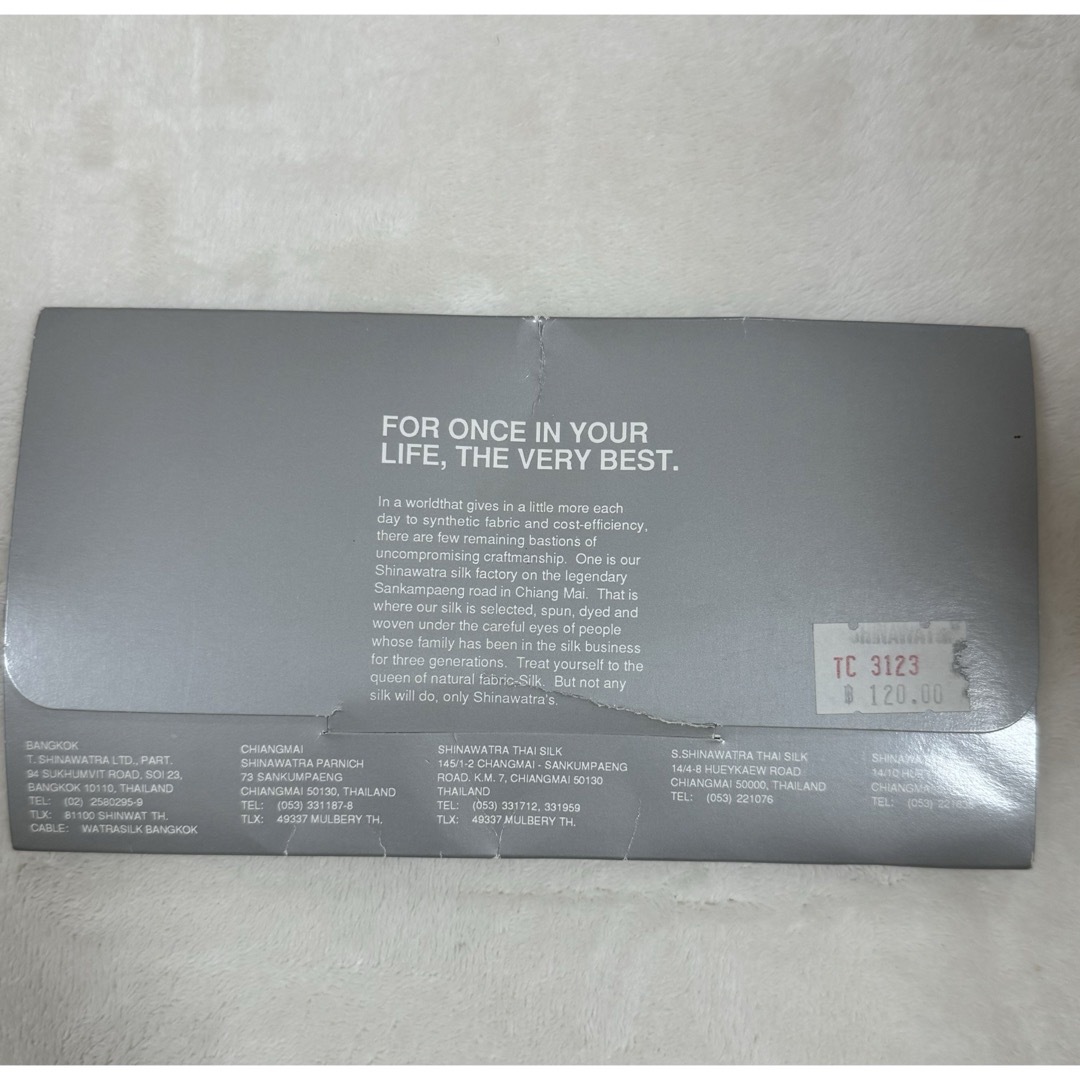 FOR ONCE IN YOUR
LIFE, THE VERY BEST.
In a worldthat gives in a little more each
day to synthetic fabric and cost-efficiency,
there are few remaining bastions of
uncompromising craftmanship. One is our
Shinawatra silk factory on the legendary
Sankampaeng road in Chiang Mai. That is
where our silk is selected, spun, dyed and
woven under the careful eyes of people
whose family has been in the silk business
for three generations. Treat yourself to the
queen of natural fabric-Silk. But not any
silk will do, only Shinawatra's.
TC 3123
฿ 120.00
BANGKOK
T. SHINAWATRA LTD., PART.
94 SUKHUMVIT ROAD, SOI 23,
BANGKOK 10110, THAILAND
TEL: (02) 2580295-9
TLX: 81100 SHINWAT TH.
CABLE: WATRASILK BANGKOK
CHIANGMAI
SHINAWATRA PARNICH
73 SANKUMPAENG
CHIANGMAI 50130, THAILAND
TEL: (053) 331187-8
TLX: 49337 MULBERY TH.
SHINAWATRA THAI SILK
145/1-2 CHANGMAI - SANKUMPAENG
ROAD. K.M. 7, CHIANGMAI 50130
THAILAND
TEL: (053) 331712, 331959
TLX: 49337 MULBERY TH.
S.SHINAWATRA THAI SILK
14/4-8 HUEYKAEW ROAD
CHIANGMAI 50000, THAILAND
TEL: (053) 221076
14/10
TEL: (053)